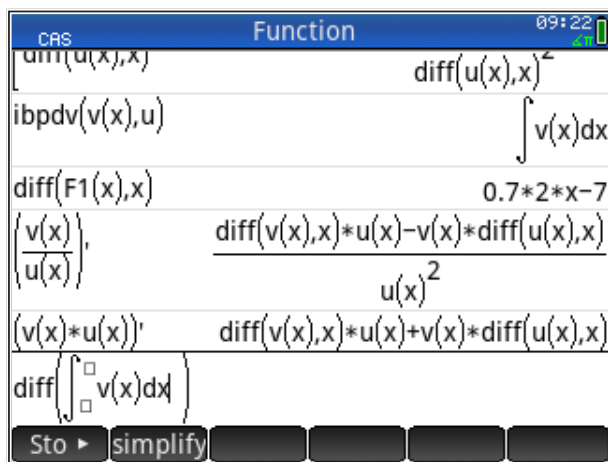 CAS Function 09:22
∡π
diff(u(x),x) diff(u(x),x)^2
ibpdv(v(x),u) ∫v(x)dx
diff(F1(x),x) 0.7*2*x−7
(v(x)/u(x))' (diff(v(x),x)*u(x)−v(x)*diff(u(x),x))/u(x)^2
(v(x)*u(x))' diff(v(x),x)*u(x)+v(x)*diff(u(x),x)
diff(∫□□v(x)dx)
Sto ► simplify